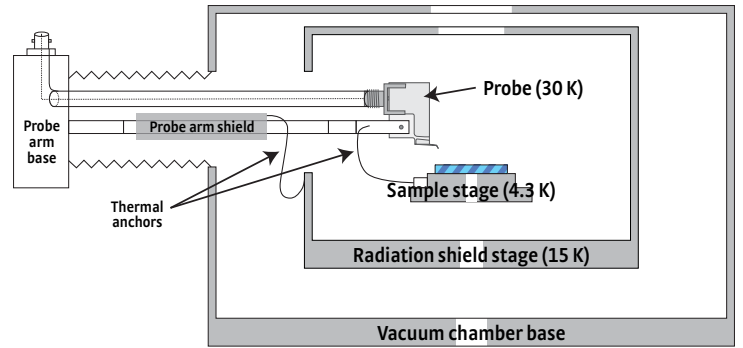 Probe (30 K)
Probe
arm
base
Probe arm shield
Thermal
anchors
Sample stage (4.3 K)
Radiation shield stage (15 K)
Vacuum chamber base